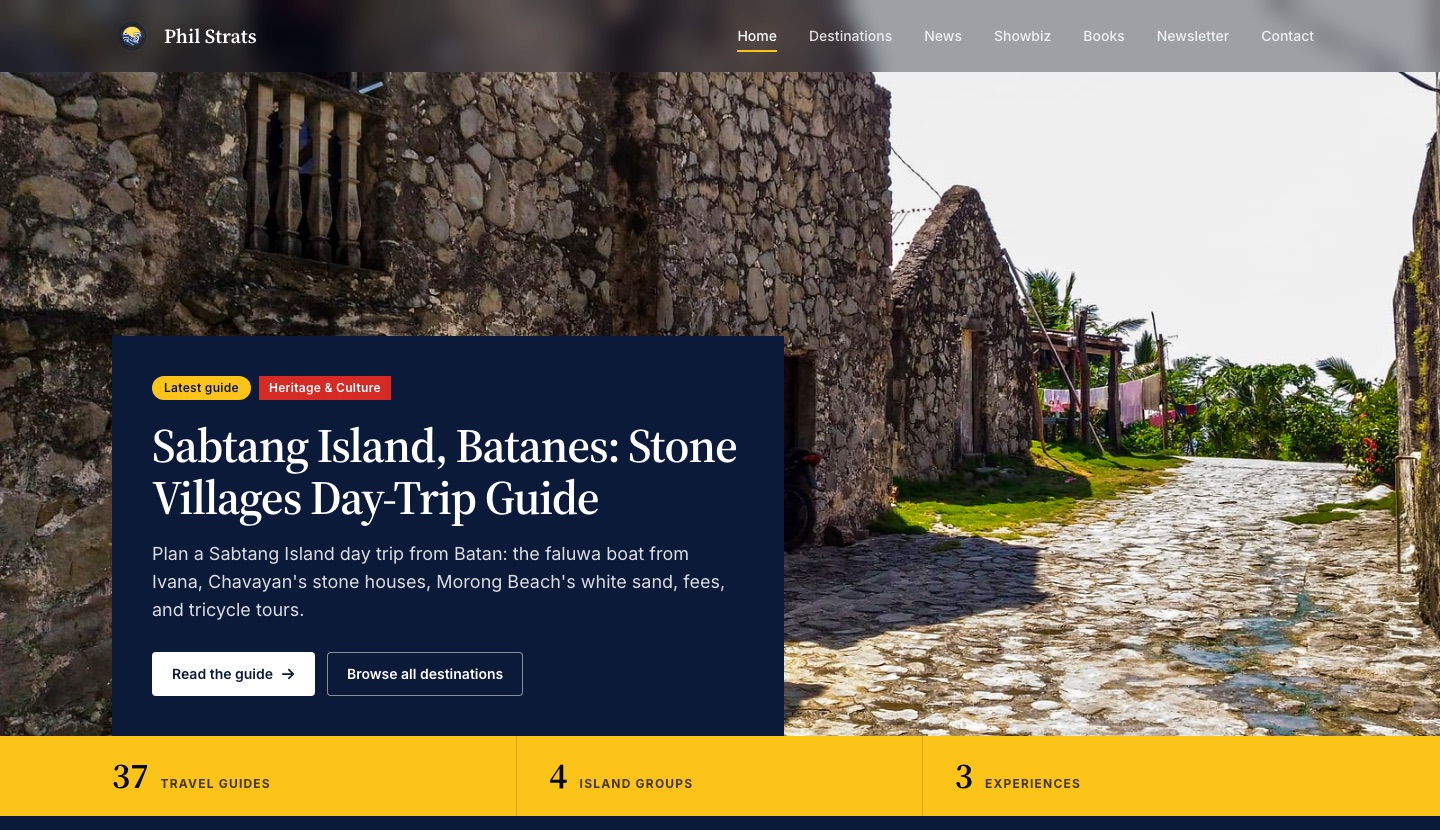 Phil Strats
Home Destinations News Showbiz Books Newsletter Contact
Latest guide Heritage & Culture
Sabtang Island, Batanes: Stone
Villages Day-Trip Guide
Plan a Sabtang Island day trip from Batan: the faluwa boat from
Ivana, Chavayan's stone houses, Morong Beach's white sand, fees,
and tricycle tours.
Read the guide → Browse all destinations
37 TRAVEL GUIDES 4 ISLAND GROUPS 3 EXPERIENCES